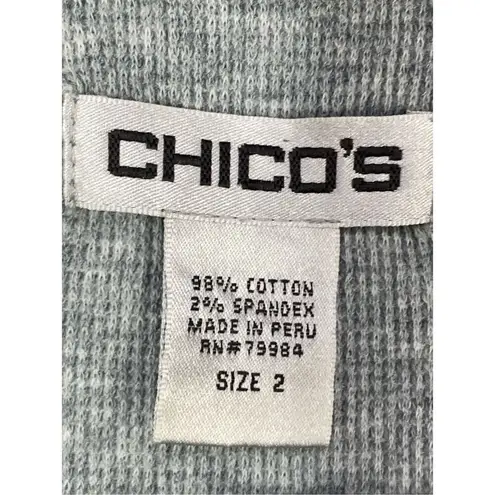 CHICO'S
98% COTTON
2% SPANDEX
MADE IN PERU
RN#79984
SIZE 2